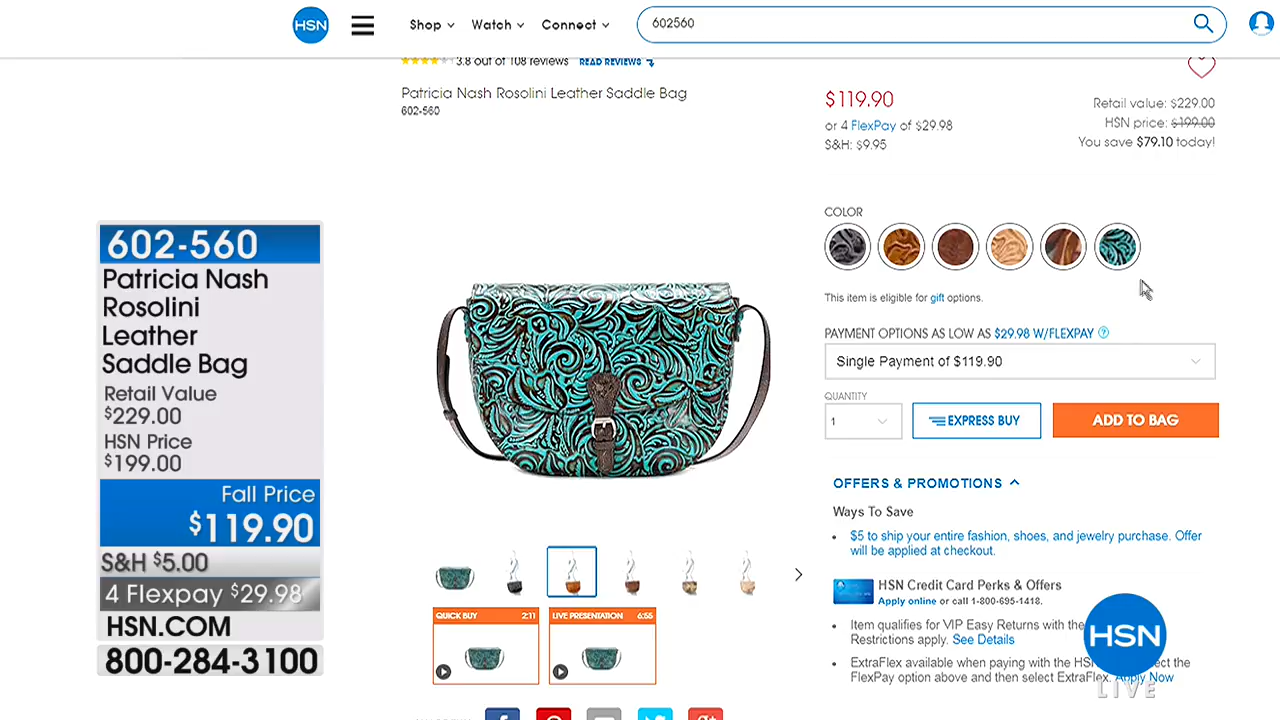 HSN
Shop
Watch
Connect
602560
3.8 out of 108 reviews
READ REVIEWS
Patricia Nash Rosolini Leather Saddle Bag
602-560
$119.90
or 4 FlexPay of $29.98
S&H: $9.95
Retail value: $229.00
HSN price: $199.00
You save $79.10 today!
COLOR
This item is eligible for gift options.
PAYMENT OPTIONS AS LOW AS $29.98 W/FLEXPAY ?
Single Payment of $119.90
QUANTITY
1
EXPRESS BUY
ADD TO BAG
OFFERS & PROMOTIONS
Ways To Save
$5 to ship your entire fashion, shoes, and jewelry purchase. Offer
will be applied at checkout.
HSN Credit Card Perks & Offers
Apply online or call 1-800-695-1418.
Item qualifies for VIP Easy Returns with the
Restrictions apply. See Details
ExtraFlex available when paying with the HS ect the
FlexPay option above and then select ExtraFlex. Apply Now
602-560
Patricia Nash
Rosolini
Leather
Saddle Bag
Retail Value
$229.00
HSN Price
$199.00
Fall Price
$119.90
S&H $5.00
4 Flexpay $29.98
HSN.COM
800-284-3100
QUICK BUY 2:11
LIVE PRESENTATION 6:55
HSN
LIVE